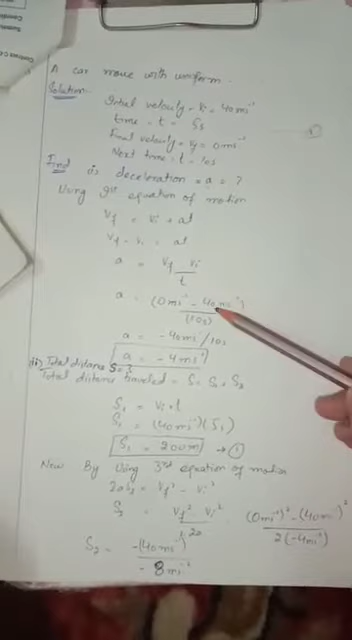 A car move with uniform.
Solution:
Initial velocity = Vi = 40ms⁻¹
time = t = 5s
Final velocity = Vf = 0ms⁻¹
Next time = t = 10s
Find is deceleration = a = ?
Using 1st equation of motion
Vf = Vi + at
Vf - Vi = at
a = Vf - Vi / t
a = (0ms⁻¹ - 40ms⁻¹) / (10s)
a = -40ms⁻¹/10s
a = -4ms⁻¹
ii) Total distance S = ?
Total distance traveled = S = S₁ + S₂
S₁ = Vi × t
S₁ = (40ms⁻¹)(5s)
S₁ = 200m → ①
Now By Using 3rd equation of motion
2aS₂ = Vf² - Vi²
S₂ = Vf² - Vi² / 2a = (0ms⁻¹)² - (40ms⁻¹)² / 2(-4ms⁻²)
S₂ = -(40ms⁻¹)² / -8ms⁻²